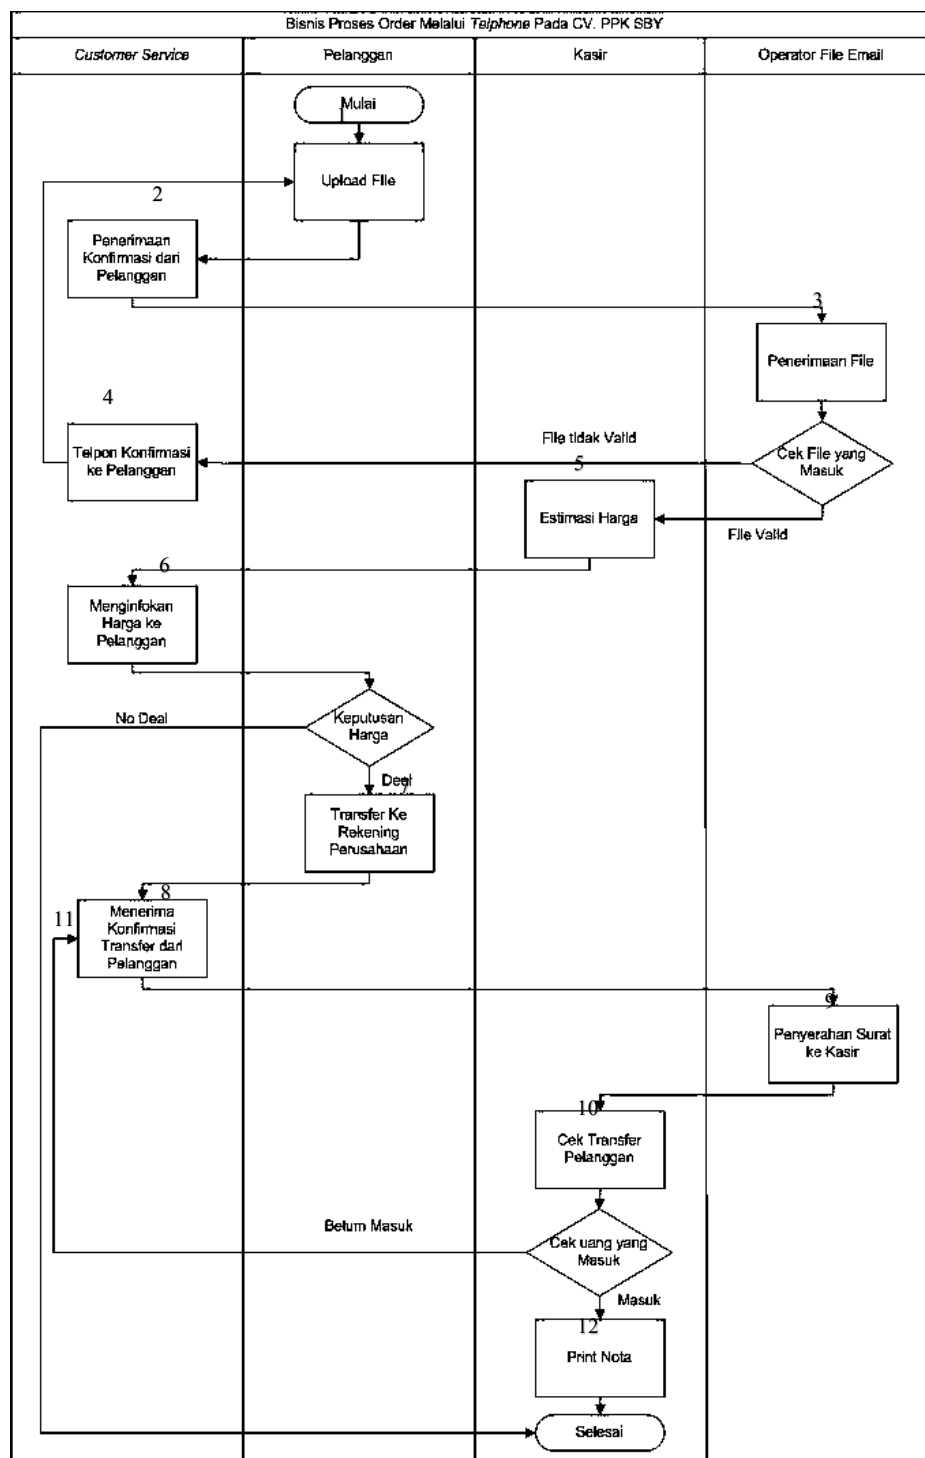 Bisnis Proses Order Melalui Telphone Pada CV. PPK SBY
Customer Service
Pelanggan
Kasir
Operator File Email
Mulai
1
Upload File
2
Penerimaan
Konfirmasi dari
Pelanggan
3
Penerimaan File
4
Telpon Konfirmasi
ke Pelanggan
File tidak Valid
Cek File yang
Masuk
5
Estimasi Harga
File Valid
6
Menginfokan
Harga ke
Pelanggan
No Deal
Keputusan
Harga
Deal
7
Transfer Ke
Rekening
Perusahaan
8
11
Menerima
Konfirmasi
Transfer dari
Pelanggan
9
Penyerahan Surat
ke Kasir
10
Cek Transfer
Pelanggan
Belum Masuk
Cek uang yang
Masuk
Masuk
12
Print Nota
Selesai